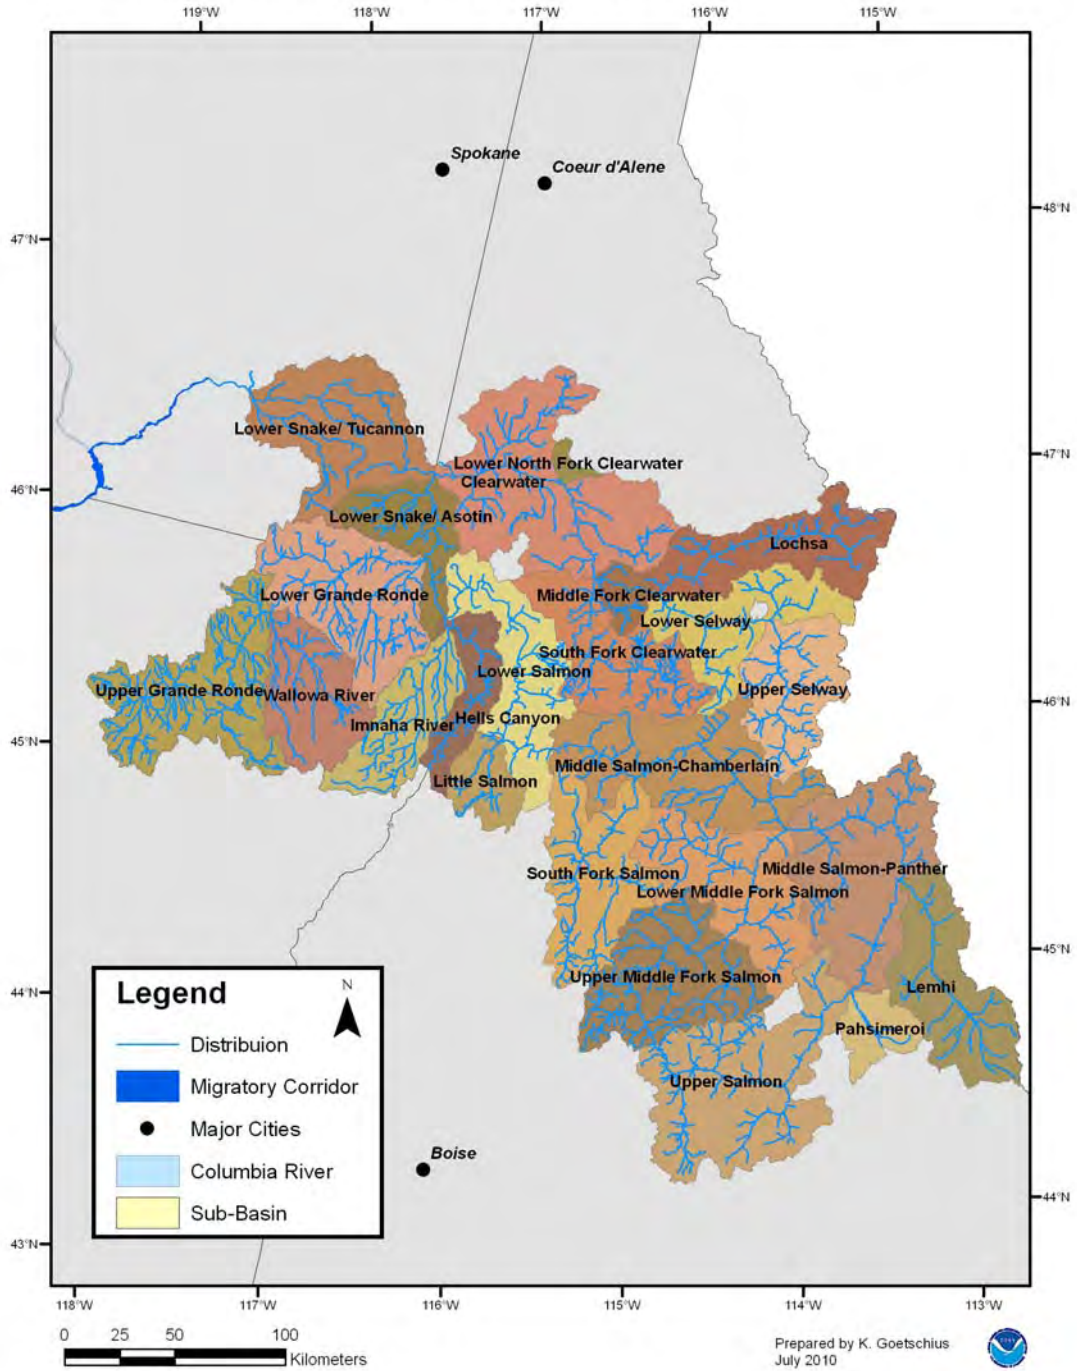 119°W 118°W 117°W 116°W 115°W
Spokane
Coeur d'Alene
48°N
47°N
Lower Snake/ Tucannon
47°N
Lower North Fork Clearwater
Clearwater
46°N
Lower Snake/ Asotin
Lochsa
Lower Grande Ronde
Middle Fork Clearwater
Lower Selway
South Fork Clearwater
Lower Salmon
Upper Grande Ronde
Wallowa River
Upper Selway
46°N
Imnaha River
Hells Canyon
45°N
Middle Salmon-Chamberlain
Little Salmon
South Fork Salmon
Middle Salmon-Panther
Lower Middle Fork Salmon
45°N
Upper Middle Fork Salmon
Lemhi
44°N
Pahsimeroi
Upper Salmon
Legend
N
Distribuion
Migratory Corridor
Major Cities
Columbia River
Sub-Basin
Boise
44°N
43°N
118°W 117°W 116°W 115°W 114°W 113°W
0 25 50 100
Kilometers
Prepared by K. Goetschius
July 2010